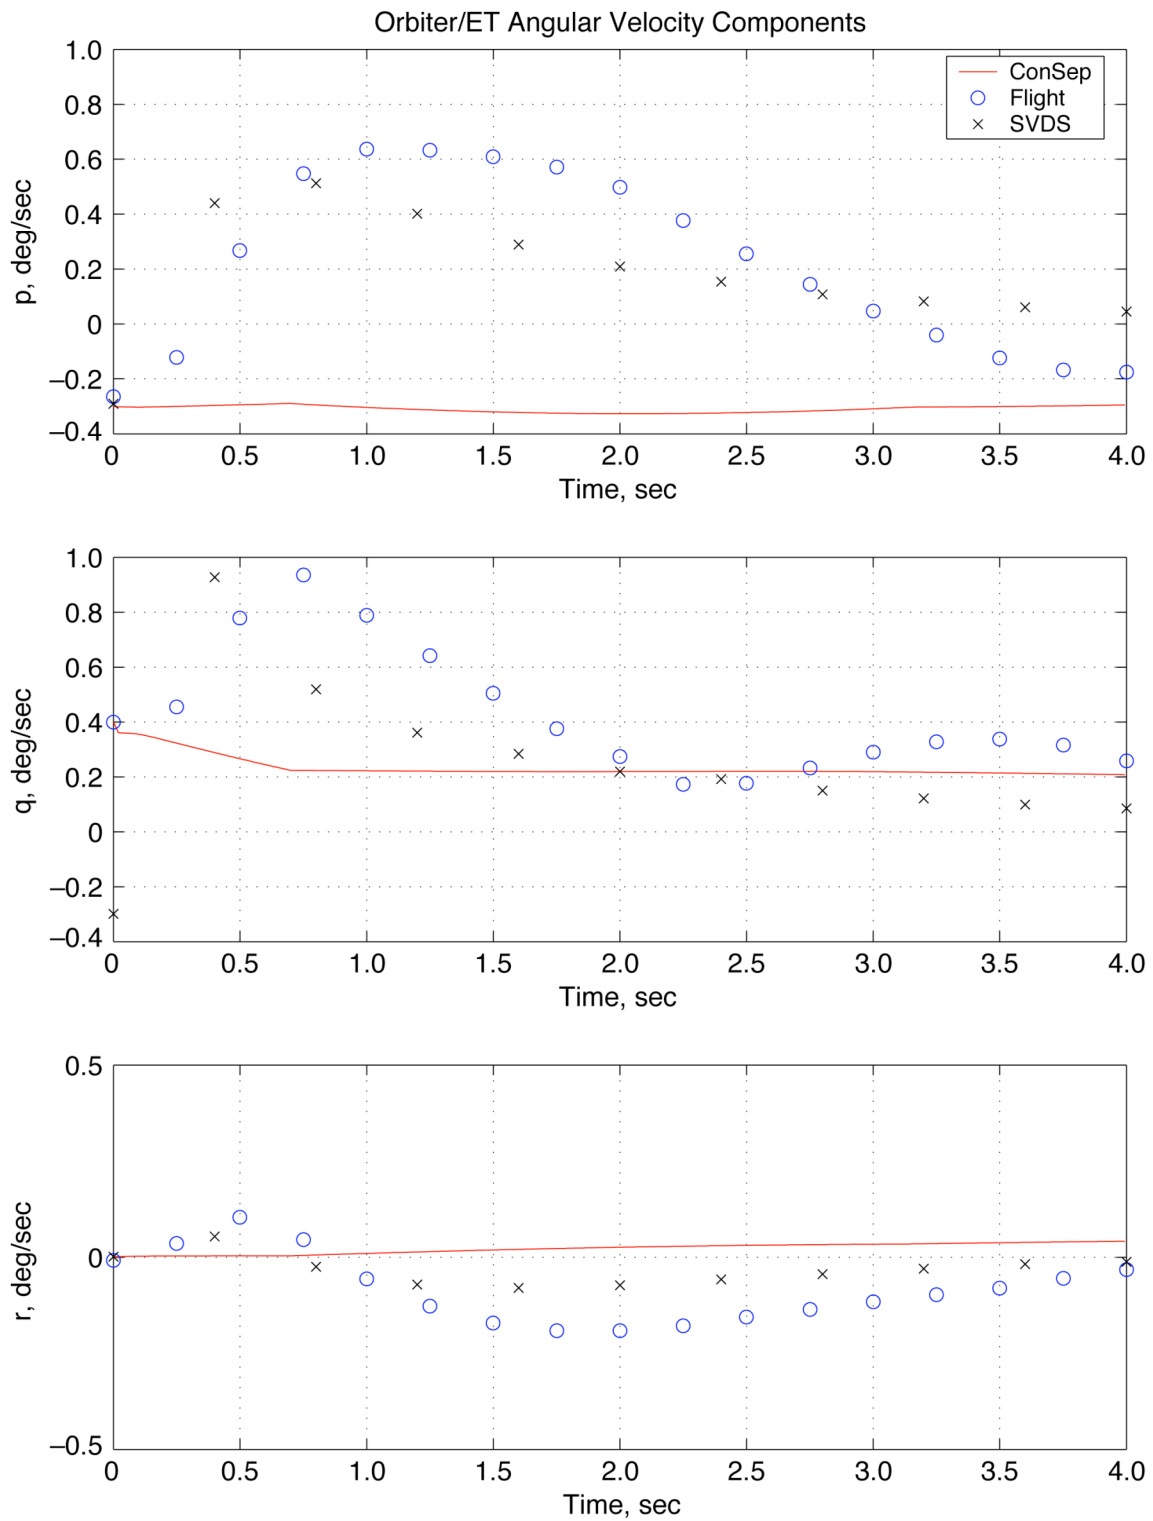 Orbiter/ET Angular Velocity Components
1.0
0.8
0.6
0.4
0.2
0
−0.2
−0.4
p, deg/sec
ConSep
Flight
SVDS
0 0.5 1.0 1.5 2.0 2.5 3.0 3.5 4.0
Time, sec
1.0
0.8
0.6
0.4
0.2
0
−0.2
−0.4
q, deg/sec
0 0.5 1.0 1.5 2.0 2.5 3.0 3.5 4.0
Time, sec
0.5
0
−0.5
r, deg/sec
0 0.5 1.0 1.5 2.0 2.5 3.0 3.5 4.0
Time, sec